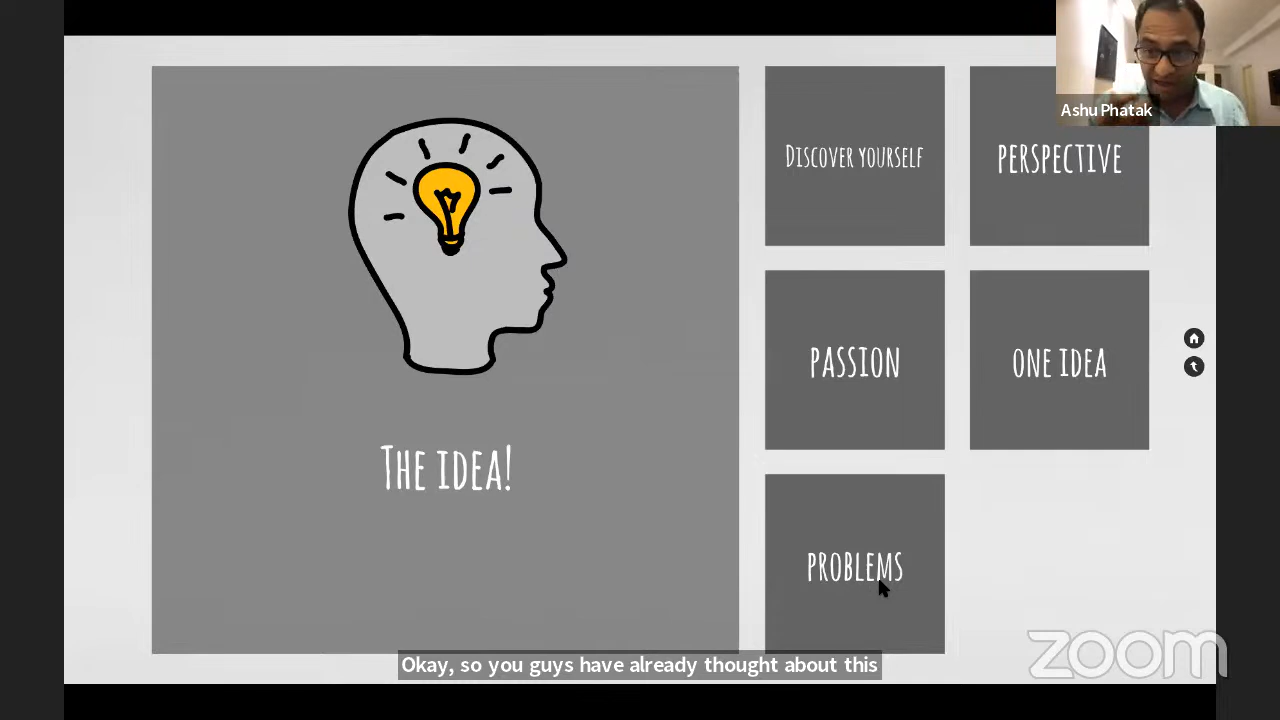 Ashu Phatak
Discover yourself
PERSPECTIVE
PASSION
ONE IDEA
The idea!
PROBLEMS
Okay, so you guys have already thought about this
zoom